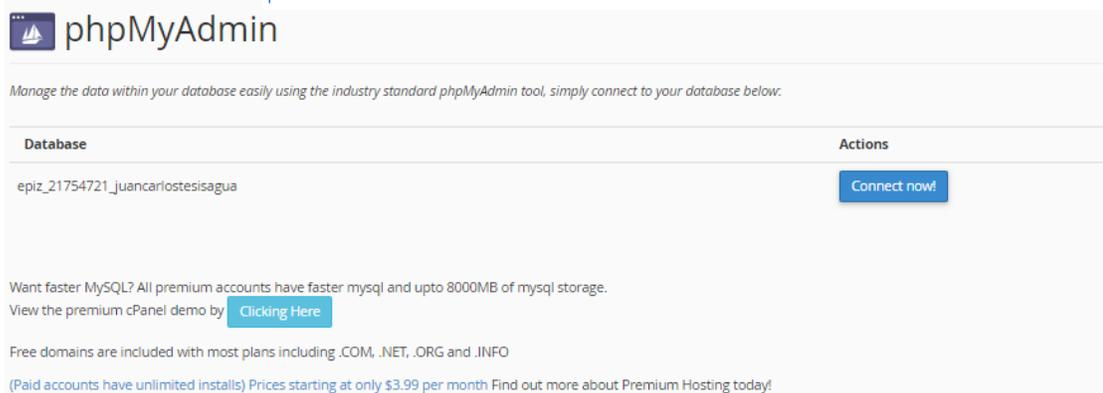 phpMyAdmin
Manage the data within your database easily using the industry standard phpMyAdmin tool, simply connect to your database below:
Database Actions
epiz_21754721_juancarlostesisagua Connect now!
Want faster MySQL? All premium accounts have faster mysql and upto 8000MB of mysql storage.
View the premium cPanel demo by Clicking Here
Free domains are included with most plans including .COM, .NET, .ORG and .INFO
(Paid accounts have unlimited installs) Prices starting at only $3.99 per month Find out more about Premium Hosting today!